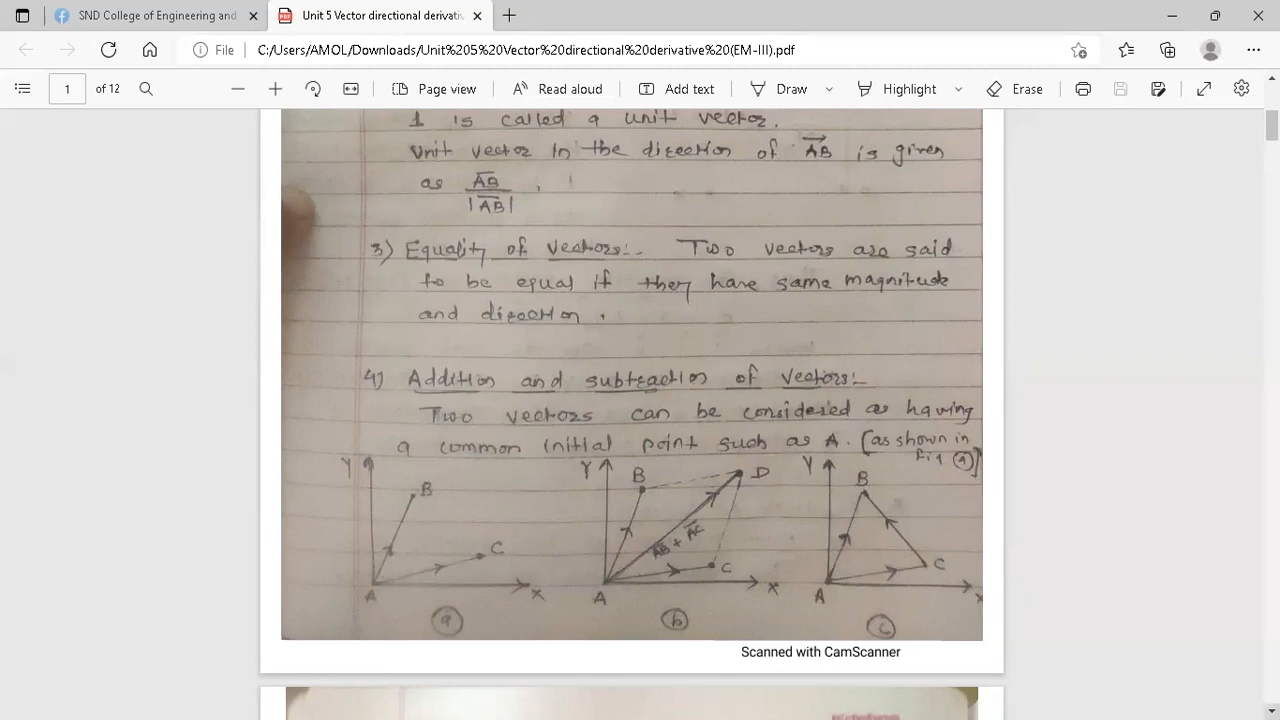 SND College of Engineering and
Unit 5 Vector directional derivativ
File
C:/Users/AMOL/Downloads/Unit%205%20Vector%20directional%20derivative%20(EM-III).pdf
1 of 12
Page view
Read aloud
Add text
Draw
Highlight
Erase
1 is called a unit vector.
Unit vector in the direction of AB is given
as AB
|AB|
3) Equality of vectors:- Two vectors are said
to be equal if they have same magnitude
and direction.
4) Addition and subtraction of vectors:-
Two vectors can be considered as having
a common initial point such as A. [as shown in
fig (a)]
Y B C A X
(a)
Y B D AB + AC C A X
(b)
Y B C A X
(c)
Scanned with CamScanner